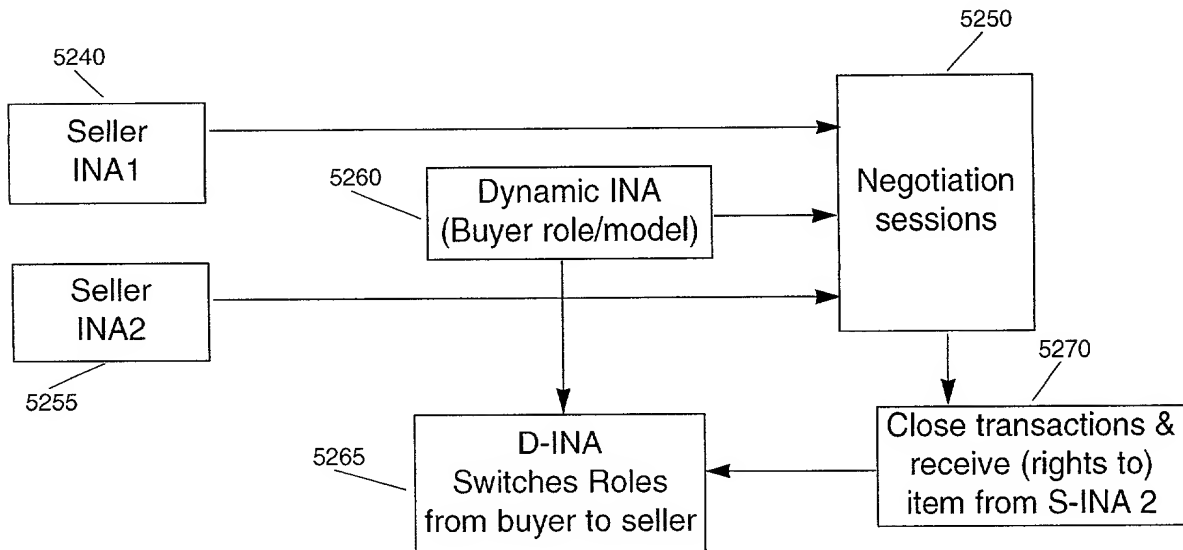 5240
Seller
INA1
5250
Negotiation
sessions
5260
Dynamic INA
(Buyer role/model)
Seller
INA2
5255
5265
D-INA
Switches Roles
from buyer to seller
5270
Close transactions &
receive (rights to)
item from S-INA 2